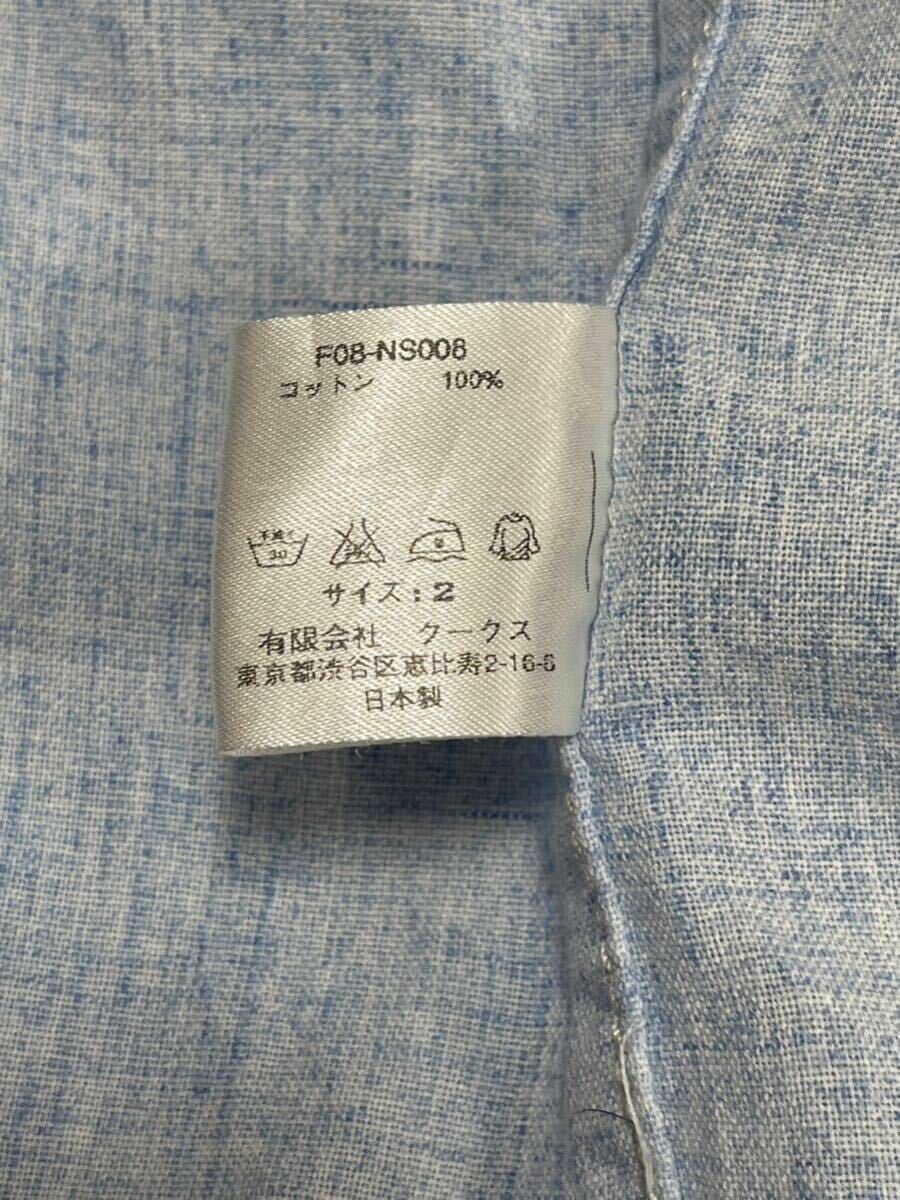 F08-NS008
コットン 100%
30
サイズ：2
有限会社 クークス
東京都渋谷区恵比寿2-16-6
日本製